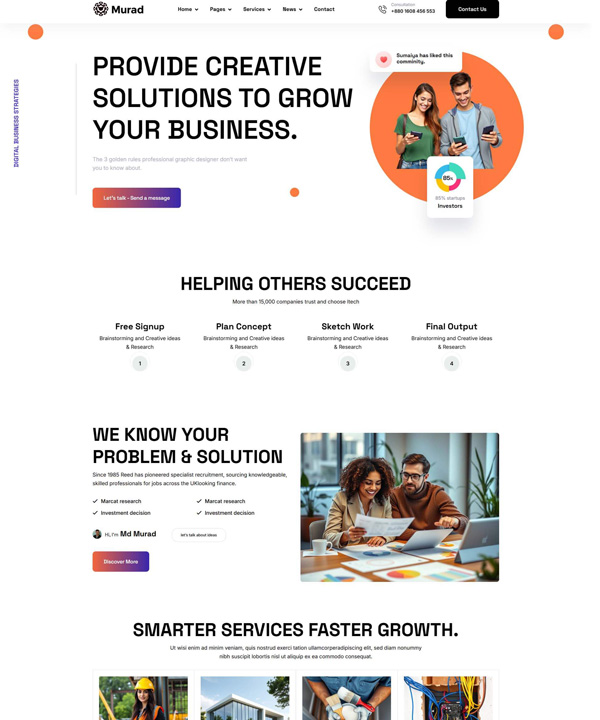 Murad
Home
Pages
Services
News
Contact
Consultation
+880 1608 456 553
Contact Us
DIGITAL BUSINESS STRATEGIES
PROVIDE CREATIVE
SOLUTIONS TO GROW
YOUR BUSINESS.
The 3 golden rules professional graphic designer don't want
you to know about.
Let's talk - Send a message
Sumaiya has liked this
comminity.
85%
85% startups
Investors
HELPING OTHERS SUCCEED
More than 15,000 companies trust and choose Itech
Free Signup
Brainstorming and Creative ideas
& Research
1
Plan Concept
Brainstorming and Creative ideas
& Research
2
Sketch Work
Brainstorming and Creative ideas
& Research
3
Final Output
Brainstorming and Creative ideas
& Research
4
WE KNOW YOUR
PROBLEM & SOLUTION
Since 1985 Reed has pioneered specialist recruitment, sourcing knowledgeable,
skilled professionals for jobs across the UKlooking finance.
Marcat research
Marcat research
Investment decision
Investment decision
Hi, I'm Md Murad
let's talk about ideas
Discover More
SMARTER SERVICES FASTER GROWTH.
Ut wisi enim ad minim veniam, quis nostrud exerci tation ullamcorperadipiscing elit, sed diam nonummy
nibh suscipit lobortis nisl ut aliquip ex ea commodo consequat.